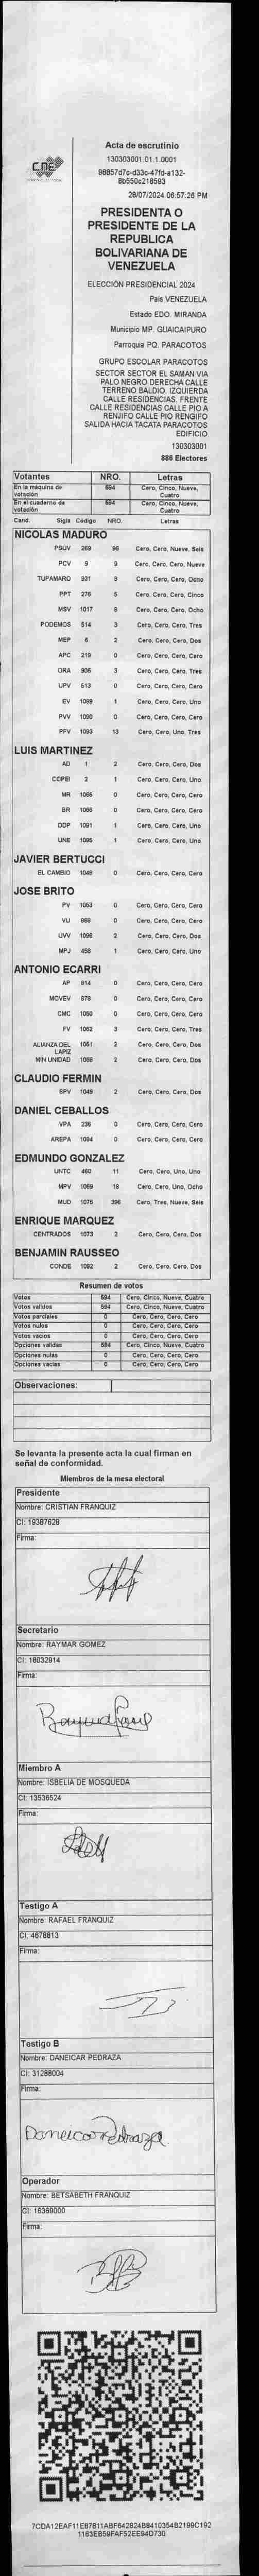 CNE
Acta de escrutinio
130303001.01.1.0001
98857d7c-d33c-47fd-a132-
8b550c218593
28/07/2024 06:57:26 PM
PRESIDENTA O
PRESIDENTE DE LA
REPUBLICA
BOLIVARIANA DE
VENEZUELA
ELECCIÓN PRESIDENCIAL 2024
País VENEZUELA
Estado EDO. MIRANDA
Municipio MP. GUAICAIPURO
Parroquia PQ. PARACOTOS
GRUPO ESCOLAR PARACOTOS
SECTOR SECTOR EL SAMAN VIA
PALO NEGRO DERECHA CALLE
TERRENO BALDIO. IZQUIERDA
CALLE RESIDENCIAS. FRENTE
CALLE RESIDENCIAS CALLE PIO A
RENJIFO CALLE PIO RENGIFO
SALIDA HACIA TACATA PARACOTOS
EDIFICIO
130303001
886 Electores
Votantes NRO. Letras
En la máquina de votación 594 Cero, Cinco, Nueve, Cuatro
En el cuaderno de votación 594 Cero, Cinco, Nueve, Cuatro
Cand. Sigla Código NRO. Letras
NICOLAS MADURO
PSUV 269 96 Cero, Cero, Nueve, Seis
PCV 9 9 Cero, Cero, Cero, Nueve
TUPAMARO 931 8 Cero, Cero, Cero, Ocho
PPT 276 5 Cero, Cero, Cero, Cinco
MSV 1017 8 Cero, Cero, Cero, Ocho
PODEMOS 514 3 Cero, Cero, Cero, Tres
MEP 6 2 Cero, Cero, Cero, Dos
APC 219 0 Cero, Cero, Cero, Cero
ORA 906 3 Cero, Cero, Cero, Tres
UPV 613 0 Cero, Cero, Cero, Cero
EV 1089 1 Cero, Cero, Cero, Uno
PVV 1090 0 Cero, Cero, Cero, Cero
PFV 1093 13 Cero, Cero, Uno, Tres
LUIS MARTINEZ
AD 1 2 Cero, Cero, Cero, Dos
COPEI 2 1 Cero, Cero, Cero, Uno
MR 1065 0 Cero, Cero, Cero, Cero
BR 1066 0 Cero, Cero, Cero, Cero
DDP 1091 1 Cero, Cero, Cero, Uno
UNE 1095 1 Cero, Cero, Cero, Uno
JAVIER BERTUCCI
EL CAMBIO 1048 0 Cero, Cero, Cero, Cero
JOSE BRITO
PV 1053 0 Cero, Cero, Cero, Cero
VU 868 0 Cero, Cero, Cero, Cero
UVV 1096 2 Cero, Cero, Cero, Dos
MPJ 458 1 Cero, Cero, Cero, Uno
ANTONIO ECARRI
AP 914 0 Cero, Cero, Cero, Cero
MOVEV 878 0 Cero, Cero, Cero, Cero
CMC 1050 0 Cero, Cero, Cero, Cero
FV 1062 3 Cero, Cero, Cero, Tres
ALIANZA DEL LAPIZ 1051 2 Cero, Cero, Cero, Dos
MIN UNIDAD 1058 2 Cero, Cero, Cero, Dos
CLAUDIO FERMIN
SPV 1049 2 Cero, Cero, Cero, Dos
DANIEL CEBALLOS
VPA 236 0 Cero, Cero, Cero, Cero
AREPA 1094 0 Cero, Cero, Cero, Cero
EDMUNDO GONZALEZ
UNTC 460 11 Cero, Cero, Uno, Uno
MPV 1069 18 Cero, Cero, Uno, Ocho
MUD 1075 396 Cero, Tres, Nueve, Seis
ENRIQUE MARQUEZ
CENTRADOS 1073 2 Cero, Cero, Cero, Dos
BENJAMIN RAUSSEO
CONDE 1092 2 Cero, Cero, Cero, Dos
Resumen de votos
Votos 594 Cero, Cinco, Nueve, Cuatro
Votos validos 594 Cero, Cinco, Nueve, Cuatro
Votos parciales 0 Cero, Cero, Cero, Cero
Votos nulos 0 Cero, Cero, Cero, Cero
Votos vacios 0 Cero, Cero, Cero, Cero
Opciones validas 594 Cero, Cinco, Nueve, Cuatro
Opciones nulas 0 Cero, Cero, Cero, Cero
Opciones vacias 0 Cero, Cero, Cero, Cero
Observaciones:
Se levanta la presente acta la cual firman en
señal de conformidad.
Miembros de la mesa electoral
Presidente
Nombre: CRISTIAN FRANQUIZ
CI: 19387628
Firma:
Secretario
Nombre: RAYMAR GOMEZ
CI: 18032914
Firma:
Miembro A
Nombre: ISBELIA DE MOSQUEDA
CI: 13536524
Firma:
Testigo A
Nombre: RAFAEL FRANQUIZ
CI: 4678813
Firma:
Testigo B
Nombre: DANEICAR PEDRAZA
CI: 31288004
Firma:
Daneicar Pedraza
Operador
Nombre: BETSABETH FRANQUIZ
CI: 16369000
Firma:
7CDA12EAF11E87811ABF642824B8410354B2199C192
1163EB59FAF52EE94D730